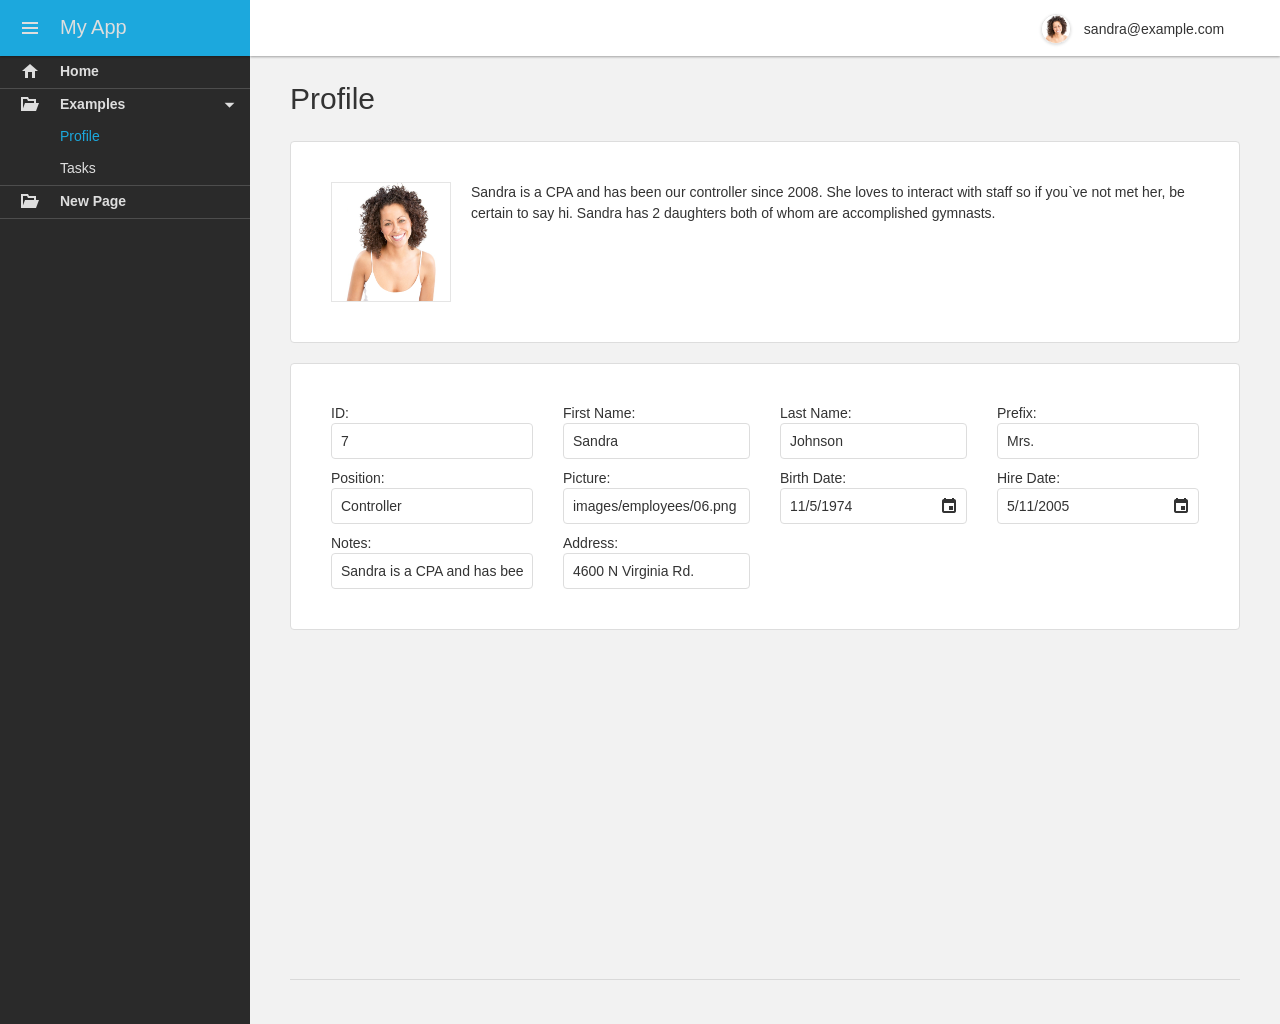 My App
sandra@example.com
Home
Examples
Profile
Tasks
New Page
Profile
Sandra is a CPA and has been our controller since 2008. She loves to interact with staff so if you`ve not met her, be
certain to say hi. Sandra has 2 daughters both of whom are accomplished gymnasts.
ID: First Name: Last Name: Prefix:
7 Sandra Johnson Mrs.
Position: Picture: Birth Date: Hire Date:
Controller images/employees/06.png 11/5/1974 5/11/2005
Notes: Address:
Sandra is a CPA and has bee 4600 N Virginia Rd.